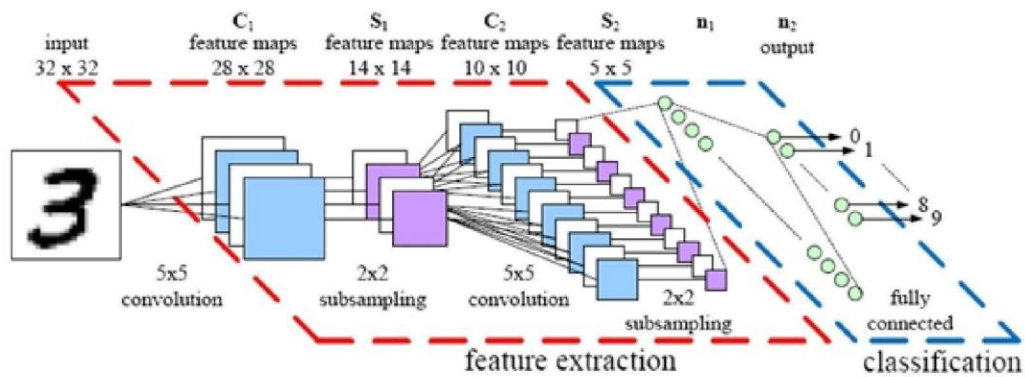 C₁ S₁ C₂ S₂ n₁ n₂
input feature maps feature maps feature maps feature maps output
32 x 32 28 x 28 14 x 14 10 x 10 5 x 5
3
0
1
8
9
5x5 2x2 5x5 2x2 fully
convolution subsampling convolution subsampling connected
feature extraction classification